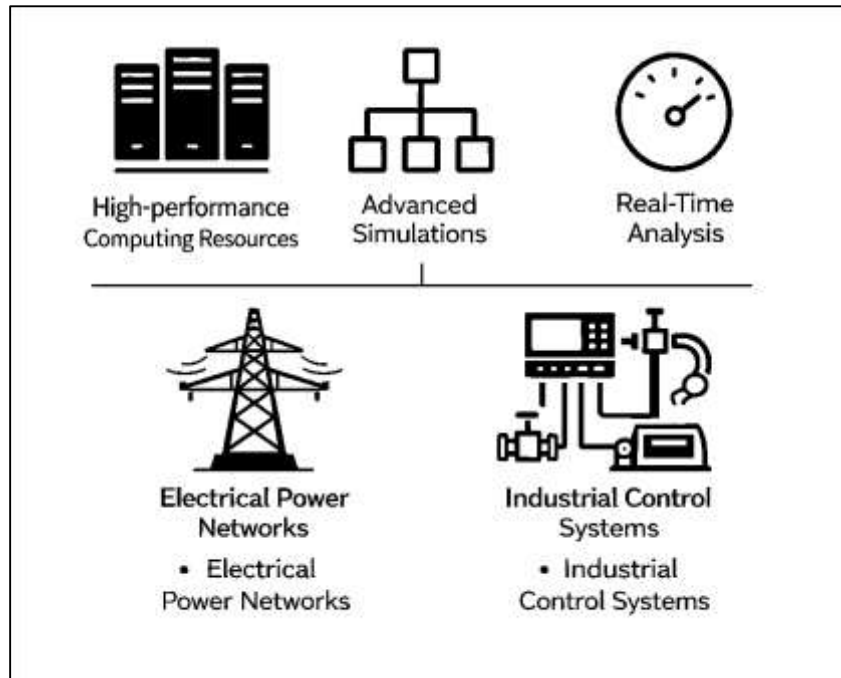 High-performance
Computing Resources
Advanced
Simulations
Real-Time
Analysis
Electrical Power
Networks
• Electrical
Power Networks
Industrial Control
Systems
• Industrial
Control Systems